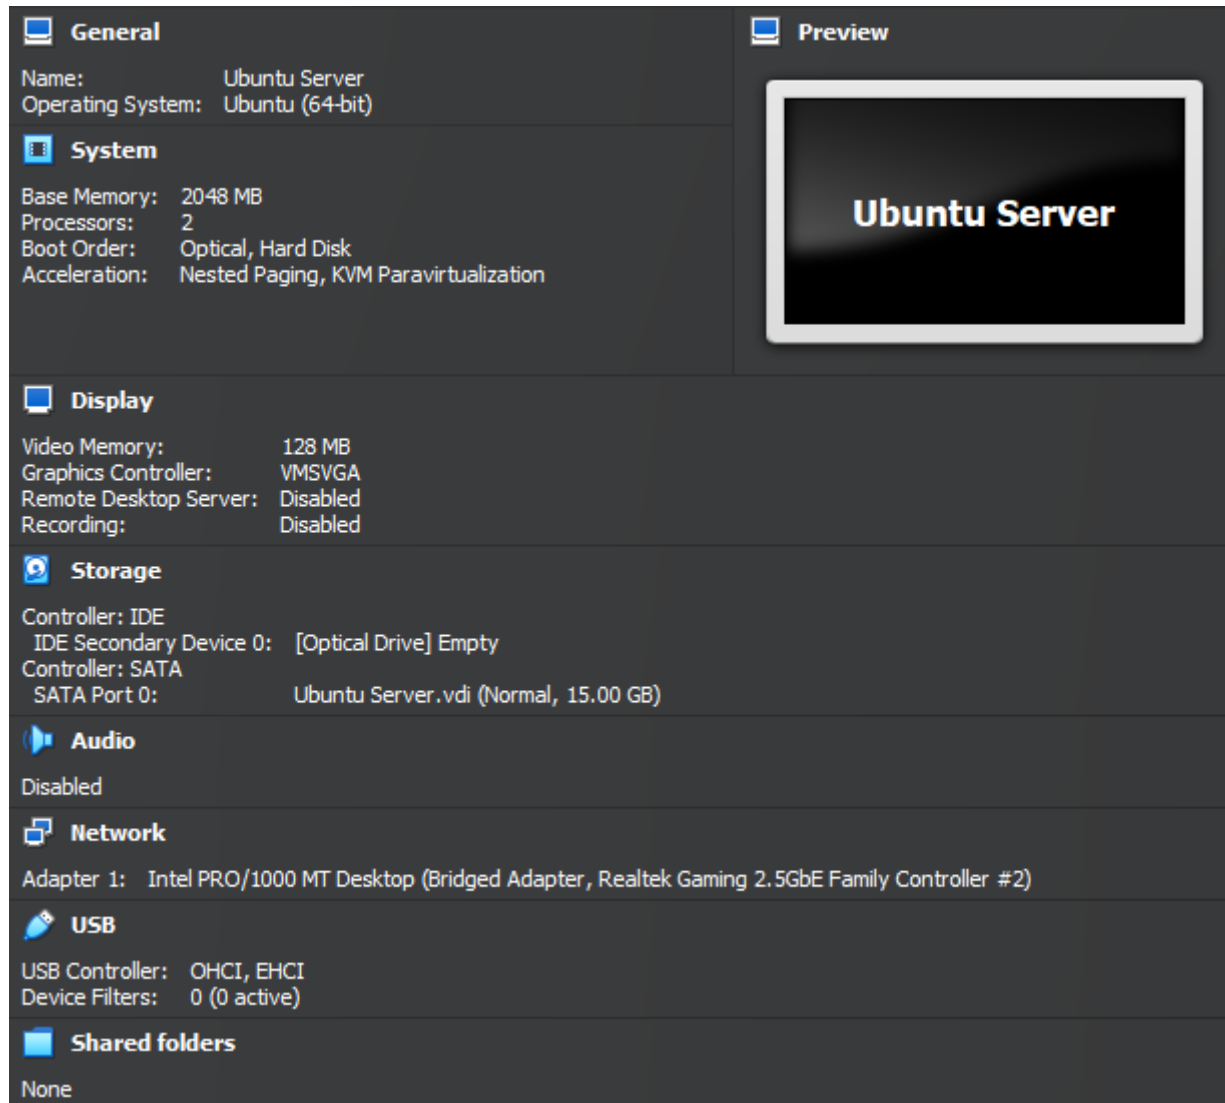 General
Name: Ubuntu Server
Operating System: Ubuntu (64-bit)
System
Base Memory: 2048 MB
Processors: 2
Boot Order: Optical, Hard Disk
Acceleration: Nested Paging, KVM Paravirtualization
Preview
Ubuntu Server
Display
Video Memory: 128 MB
Graphics Controller: VMSVGA
Remote Desktop Server: Disabled
Recording: Disabled
Storage
Controller: IDE
IDE Secondary Device 0: [Optical Drive] Empty
Controller: SATA
SATA Port 0: Ubuntu Server.vdi (Normal, 15.00 GB)
Audio
Disabled
Network
Adapter 1: Intel PRO/1000 MT Desktop (Bridged Adapter, Realtek Gaming 2.5GbE Family Controller #2)
USB
USB Controller: OHCI, EHCI
Device Filters: 0 (0 active)
Shared folders
None